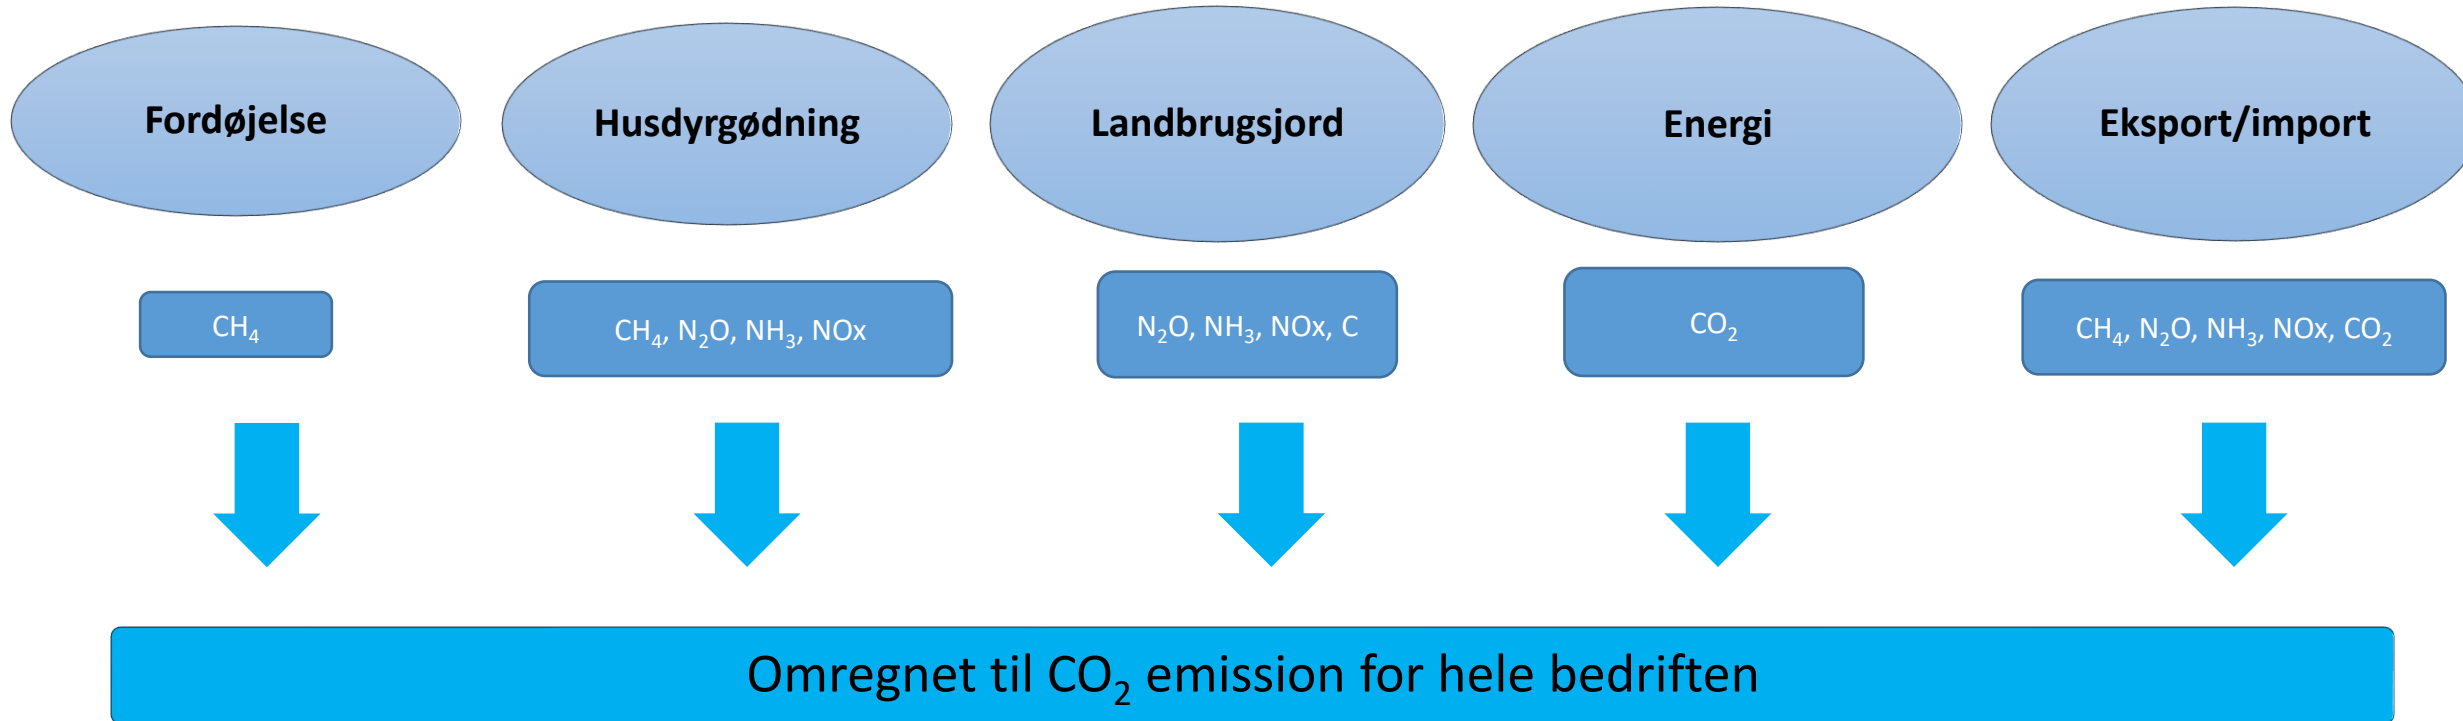 Fordøjelse
Husdyrgødning
Landbrugsjord
Energi
Eksport/import
CH₄
CH₄, N₂O, NH₃, NOx
N₂O, NH₃, NOx, C
CO₂
CH₄, N₂O, NH₃, NOx, CO₂
Omregnet til CO₂ emission for hele bedriften